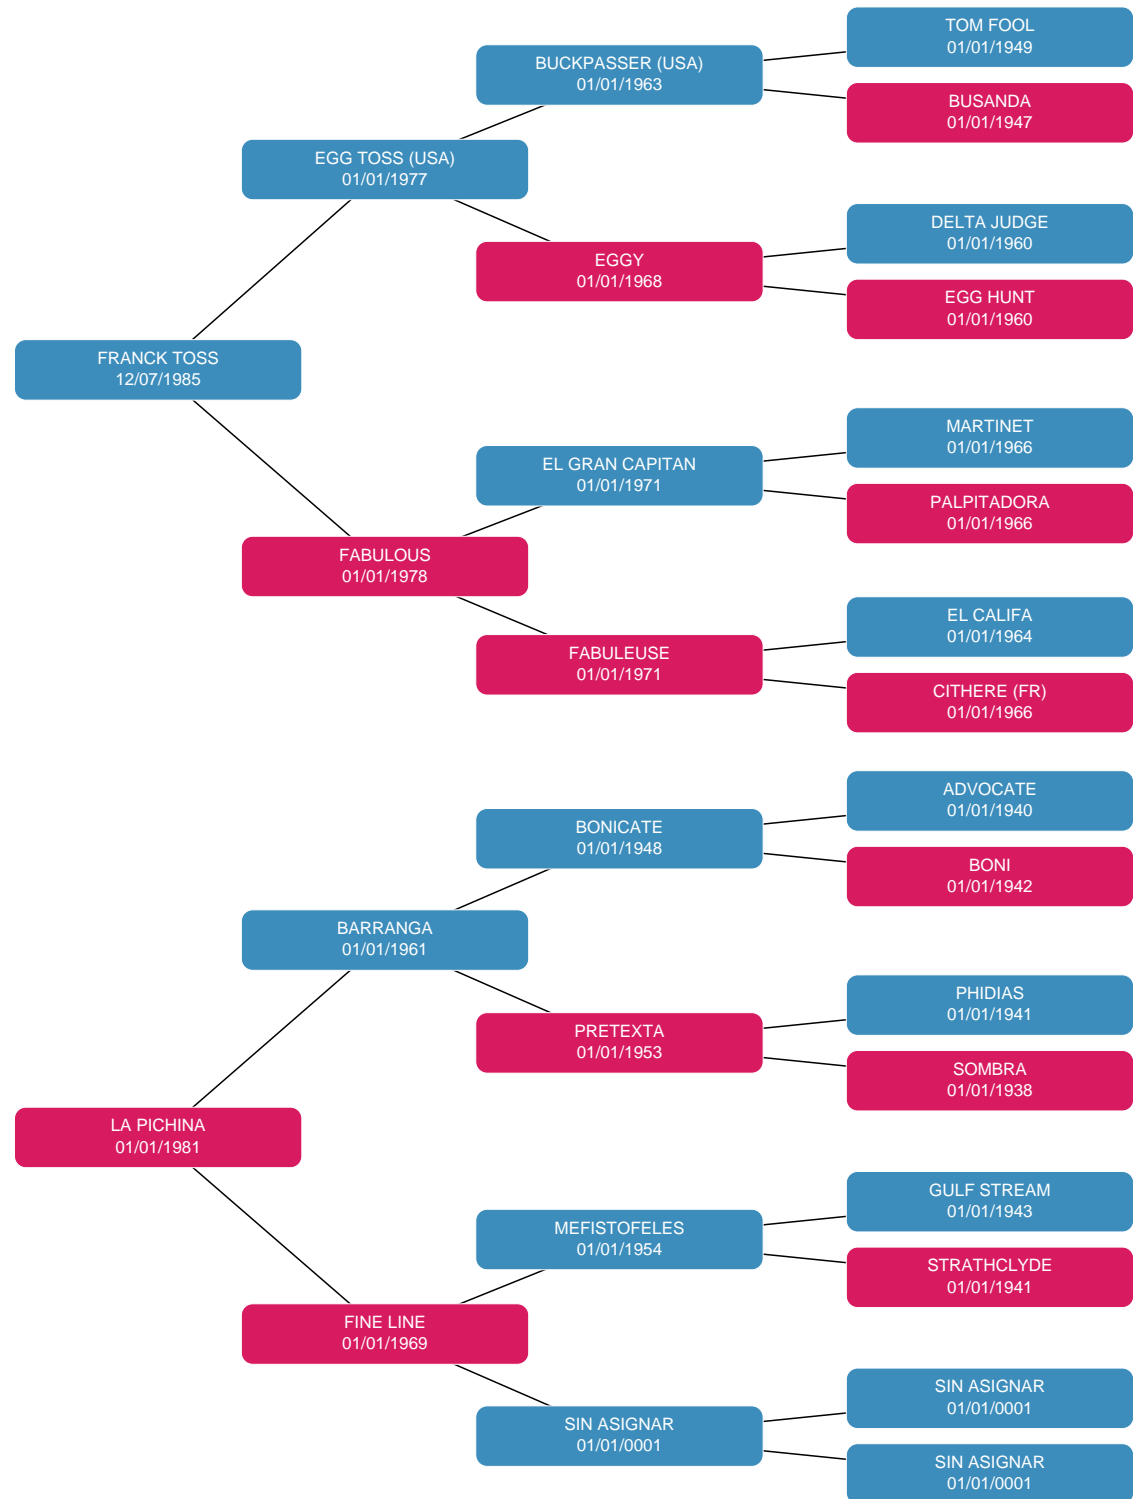 TOM FOOL
01/01/1949
BUCKPASSER (USA)
01/01/1963
BUSANDA
01/01/1947
EGG TOSS (USA)
01/01/1977
DELTA JUDGE
01/01/1960
EGGY
01/01/1968
EGG HUNT
01/01/1960
FRANCK TOSS
12/07/1985
MARTINET
01/01/1966
EL GRAN CAPITAN
01/01/1971
PALPITADORA
01/01/1966
FABULOUS
01/01/1978
EL CALIFA
01/01/1964
FABULEUSE
01/01/1971
CITHERE (FR)
01/01/1966
ADVOCATE
01/01/1940
BONICATE
01/01/1948
BONI
01/01/1942
BARRANGA
01/01/1961
PHIDIAS
01/01/1941
PRETEXTA
01/01/1953
SOMBRA
01/01/1938
LA PICHINA
01/01/1981
GULF STREAM
01/01/1943
MEFISTOFELES
01/01/1954
STRATHCLYDE
01/01/1941
FINE LINE
01/01/1969
SIN ASIGNAR
01/01/0001
SIN ASIGNAR
01/01/0001
SIN ASIGNAR
01/01/0001